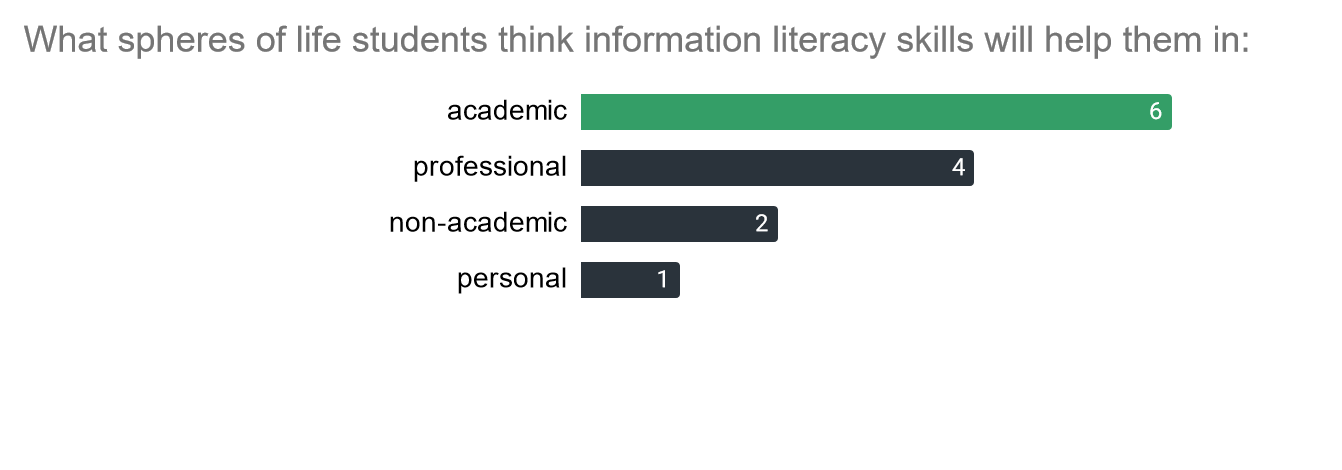 What spheres of life students think information literacy skills will help them in:
academic 6
professional 4
non-academic 2
personal 1